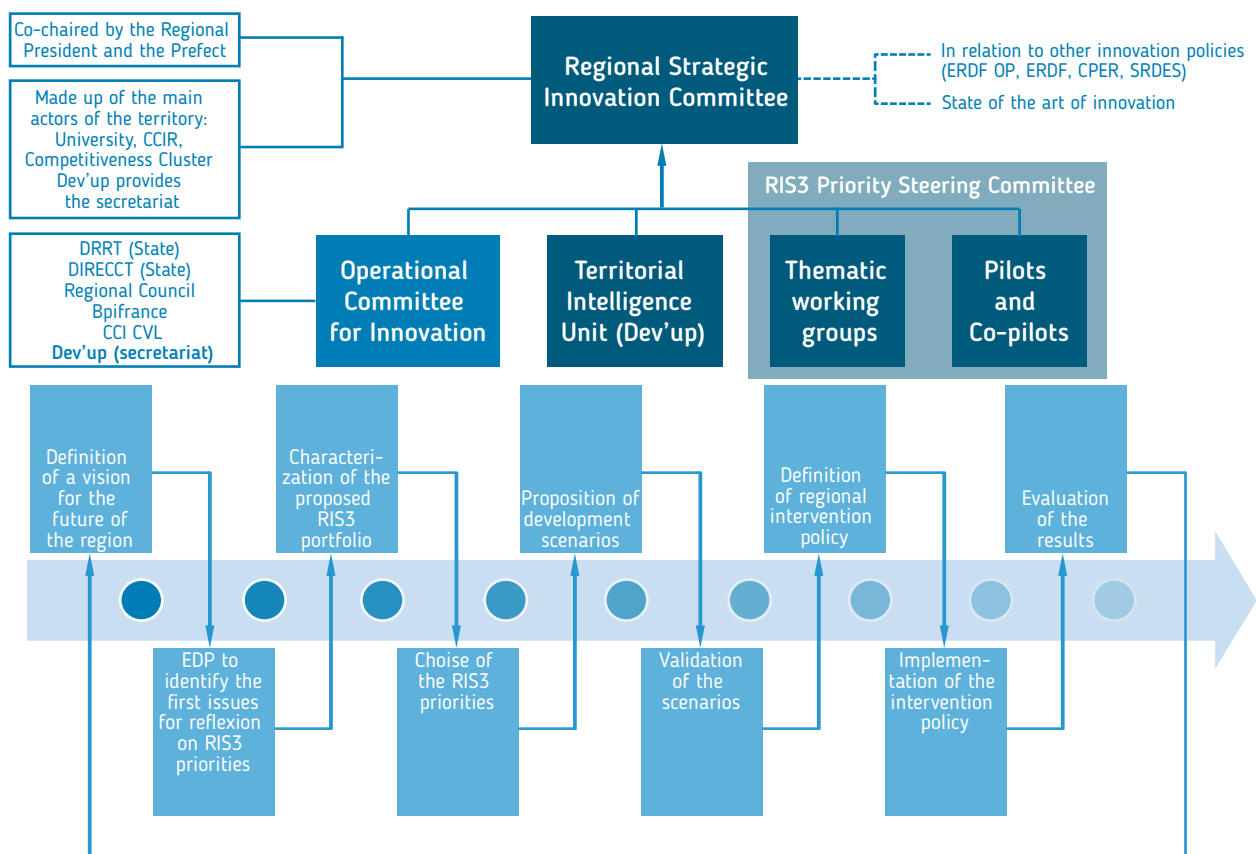 Co-chaired by the Regional
President and the Prefect
Made up of the main
actors of the territory:
University, CCIR,
Competitiveness Cluster
Dev'up provides
the secretariat
Regional Strategic
Innovation Committee
In relation to other innovation policies
(ERDF OP, ERDF, CPER, SRDES)
State of the art of innovation
RIS3 Priority Steering Committee
DRRT (State)
DIRECCT (State)
Regional Council
Bpifrance
CCI CVL
Dev'up (secretariat)
Operational
Committee
for Innovation
Territorial
Intelligence
Unit (Dev'up)
Thematic
working
groups
Pilots
and
Co-pilots
Definition
of a vision
for the
future of
the region
EDP to
identify the
first issues
for reflexion
on RIS3
priorities
Characteri-
zation of the
proposed
RIS3
portfolio
Choise of
the RIS3
priorities
Proposition of
development
scenarios
Validation
of the
scenarios
Definition
of regional
intervention
policy
Implemen-
tation of the
intervention
policy
Evaluation
of the
results